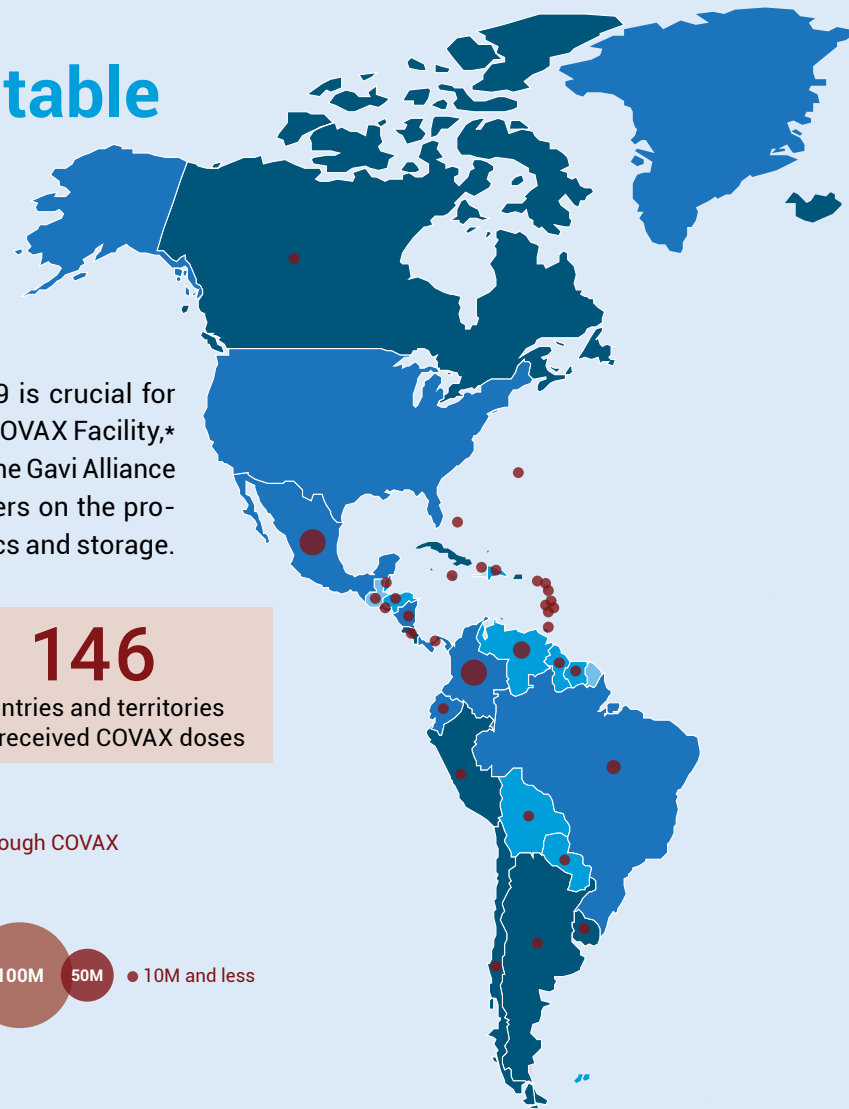 table
9 is crucial for
OVAX Facility,*
he Gavi Alliance
ers on the pro-
cs and storage.
146
ntries and territories
received COVAX doses
ough COVAX
100M
50M
10M and less